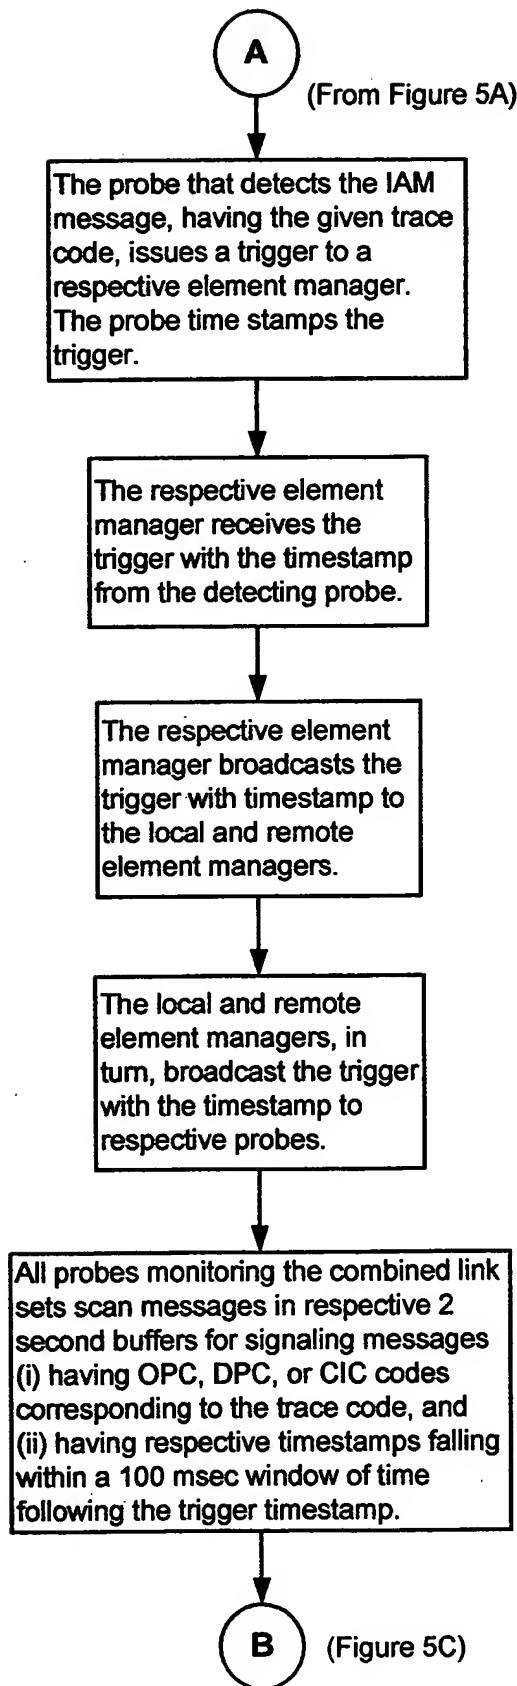 A
(From Figure 5A)
The probe that detects the IAM
message, having the given trace
code, issues a trigger to a
respective element manager.
The probe time stamps the
trigger.
The respective element
manager receives the
trigger with the timestamp
from the detecting probe.
The respective element
manager broadcasts the
trigger with timestamp to
the local and remote
element managers.
The local and remote
element managers, in
turn, broadcast the trigger
with the timestamp to
respective probes.
All probes monitoring the combined link
sets scan messages in respective 2
second buffers for signaling messages
(i) having OPC, DPC, or CIC codes
corresponding to the trace code, and
(ii) having respective timestamps falling
within a 100 msec window of time
following the trigger timestamp.
B
(Figure 5C)